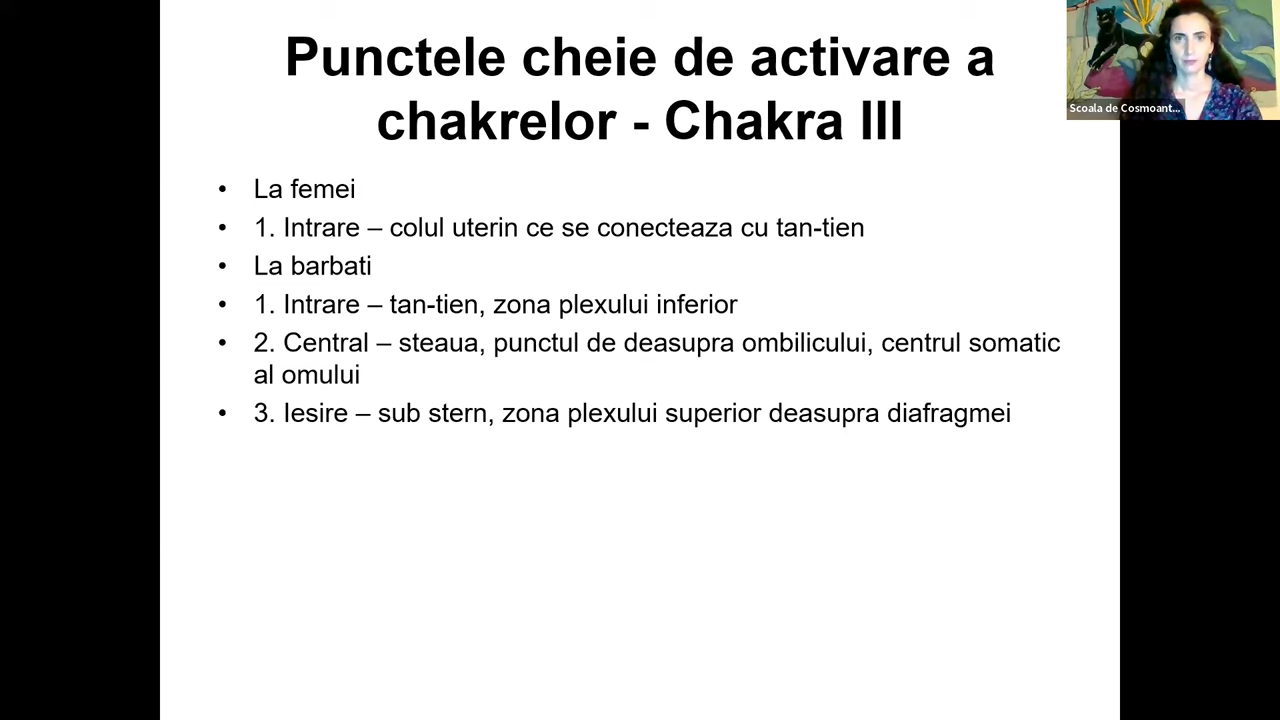 Punctele cheie de activare a
chakrelor - Chakra III
Scoala de Cosmoant...
• La femei
• 1. Intrare – colul uterin ce se conecteaza cu tan-tien
• La barbati
• 1. Intrare – tan-tien, zona plexului inferior
• 2. Central – steaua, punctul de deasupra ombilicului, centrul somatic
al omului
• 3. Iesire – sub stern, zona plexului superior deasupra diafragmei